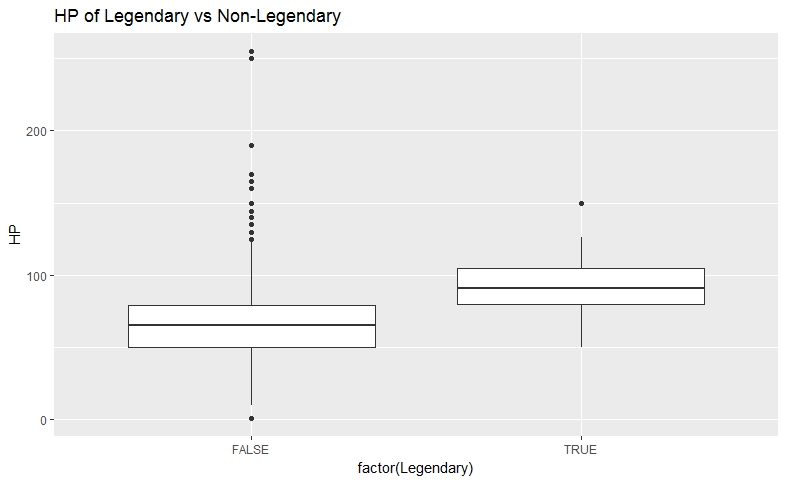 HP of Legendary vs Non-Legendary
HP
200
100
0
FALSE
TRUE
factor(Legendary)